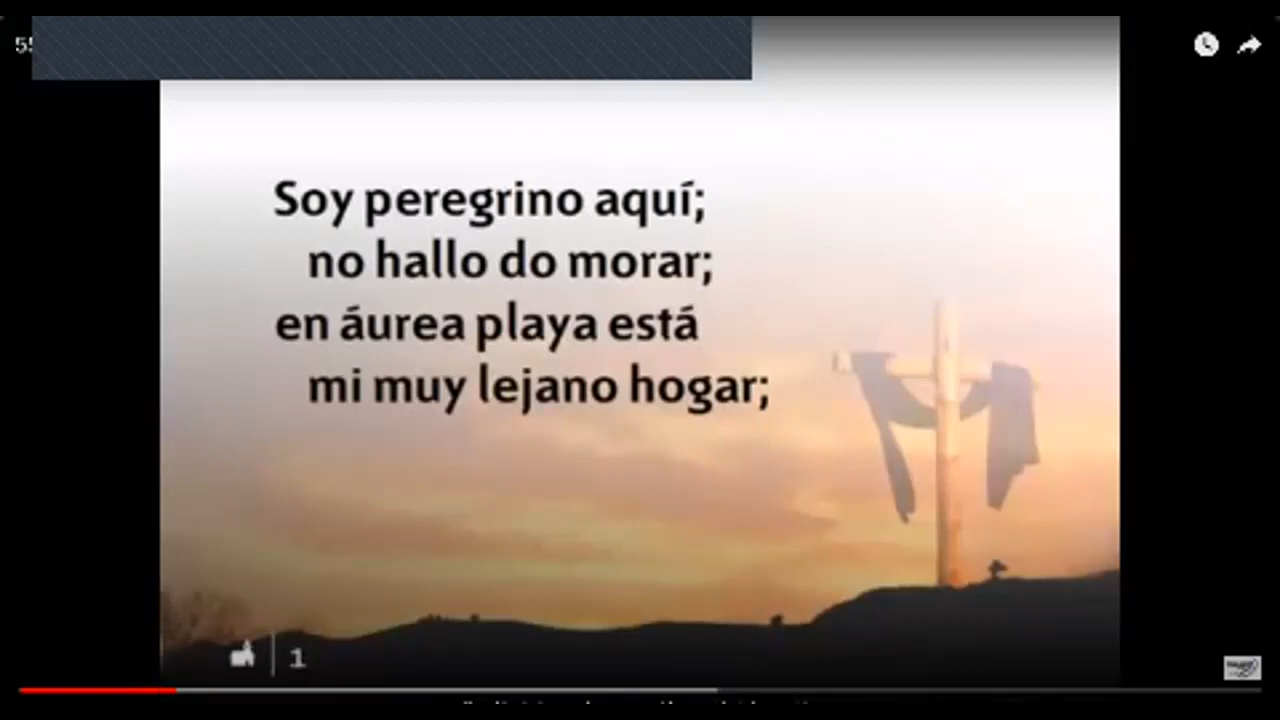 Soy peregrino aquí;
no hallo do morar;
en áurea playa está
mi muy lejano hogar;
1